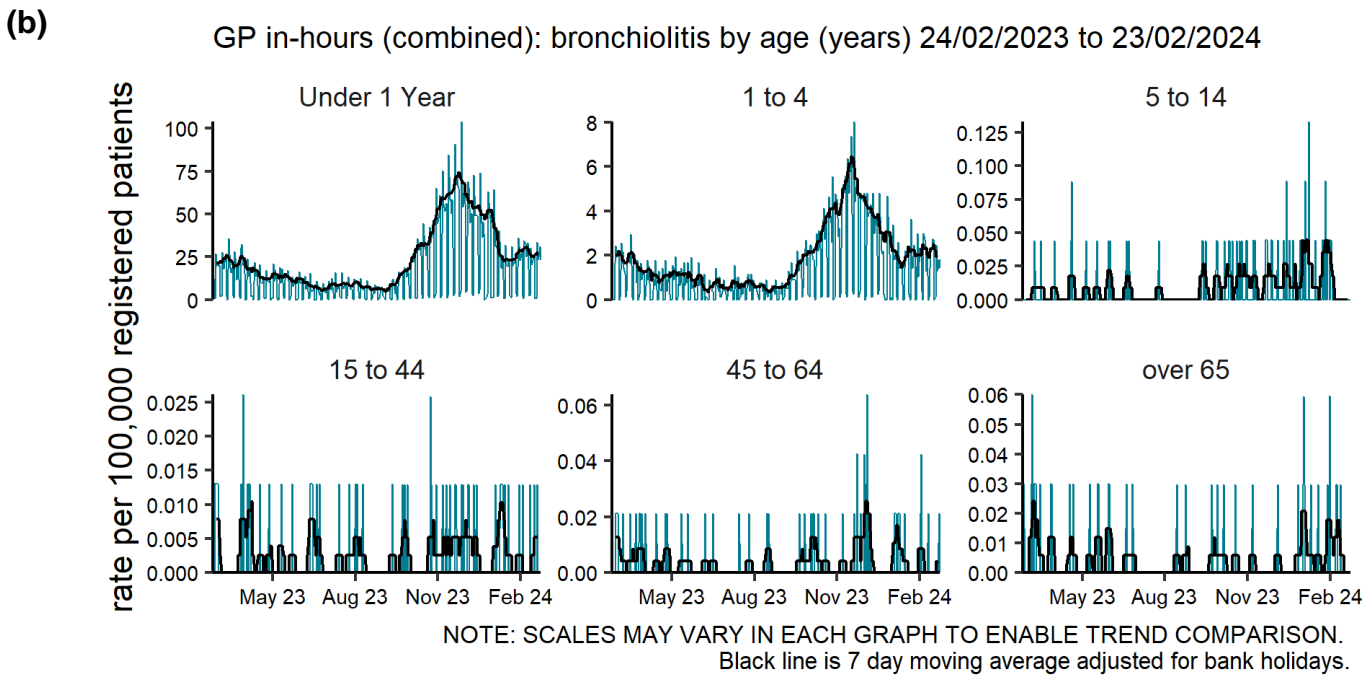 (b)
GP in-hours (combined): bronchiolitis by age (years) 24/02/2023 to 23/02/2024
rate per 100,000 registered patients
Under 1 Year
100
75
50
25
0
1 to 4
8
6
4
2
0
5 to 14
0.125
0.100
0.075
0.050
0.025
0.000
15 to 44
0.025
0.020
0.015
0.010
0.005
0.000
May 23 Aug 23 Nov 23 Feb 24
45 to 64
0.06
0.04
0.02
0.00
May 23 Aug 23 Nov 23 Feb 24
over 65
0.06
0.05
0.04
0.03
0.02
0.01
0.00
May 23 Aug 23 Nov 23 Feb 24
NOTE: SCALES MAY VARY IN EACH GRAPH TO ENABLE TREND COMPARISON.
Black line is 7 day moving average adjusted for bank holidays.